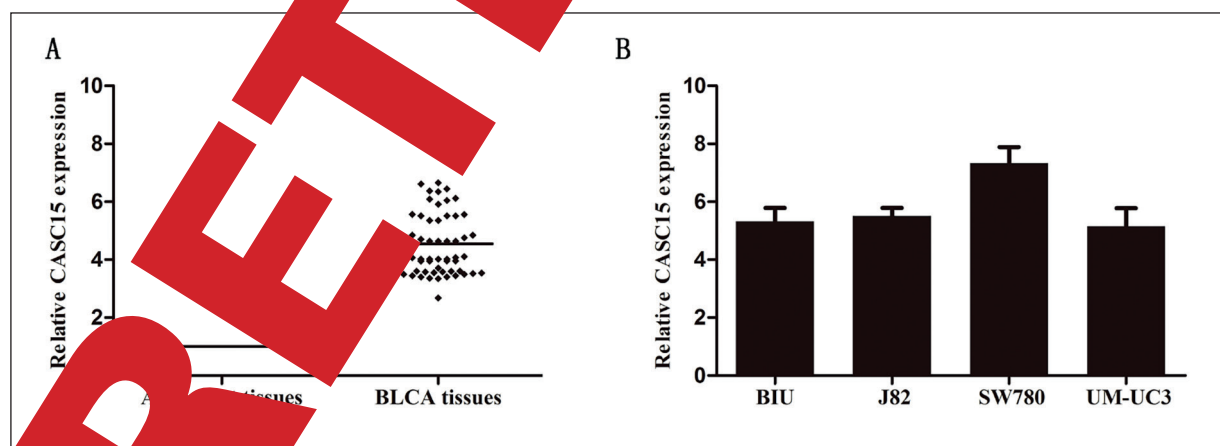 A
B
Relative CASC15 expression
10
8
6
4
2
tissues
BLCA tissues
Relative CASC15 expression
10
8
6
4
2
0
BIU
J82
SW780
UM-UC3